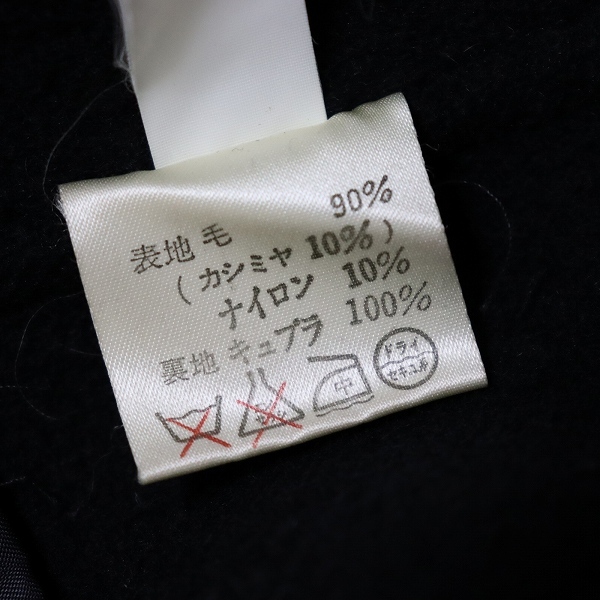 表地 毛 90%
(カシミヤ 10%)
ナイロン 10%
裏地 キュプラ 100%
中
ドライ
セキユ系